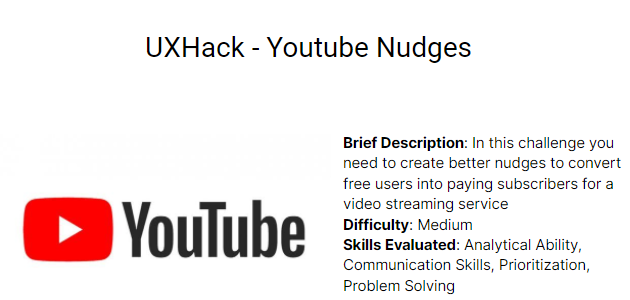 UXHack - Youtube Nudges
Brief Description: In this challenge you
need to create better nudges to convert
free users into paying subscribers for a
video streaming service
Difficulty: Medium
Skills Evaluated: Analytical Ability,
Communication Skills, Prioritization,
Problem Solving
YouTube